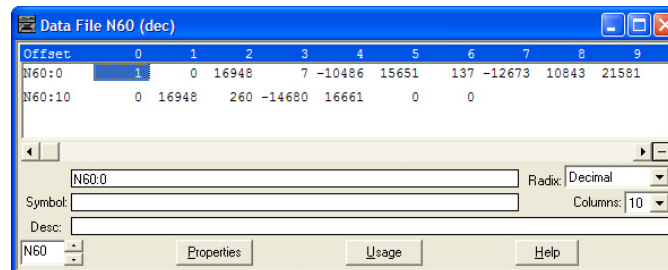 Data File N60 (dec)
Offset 0 1 2 3 4 5 6 7 8 9
N60:0 1 0 16948 7 -10486 15651 137 -12673 10843 21581
N60:10 0 16948 260 -14680 16661 0 0
N60:0 Radix: Decimal
Symbol: Columns: 10
Desc:
N60 Properties Usage Help